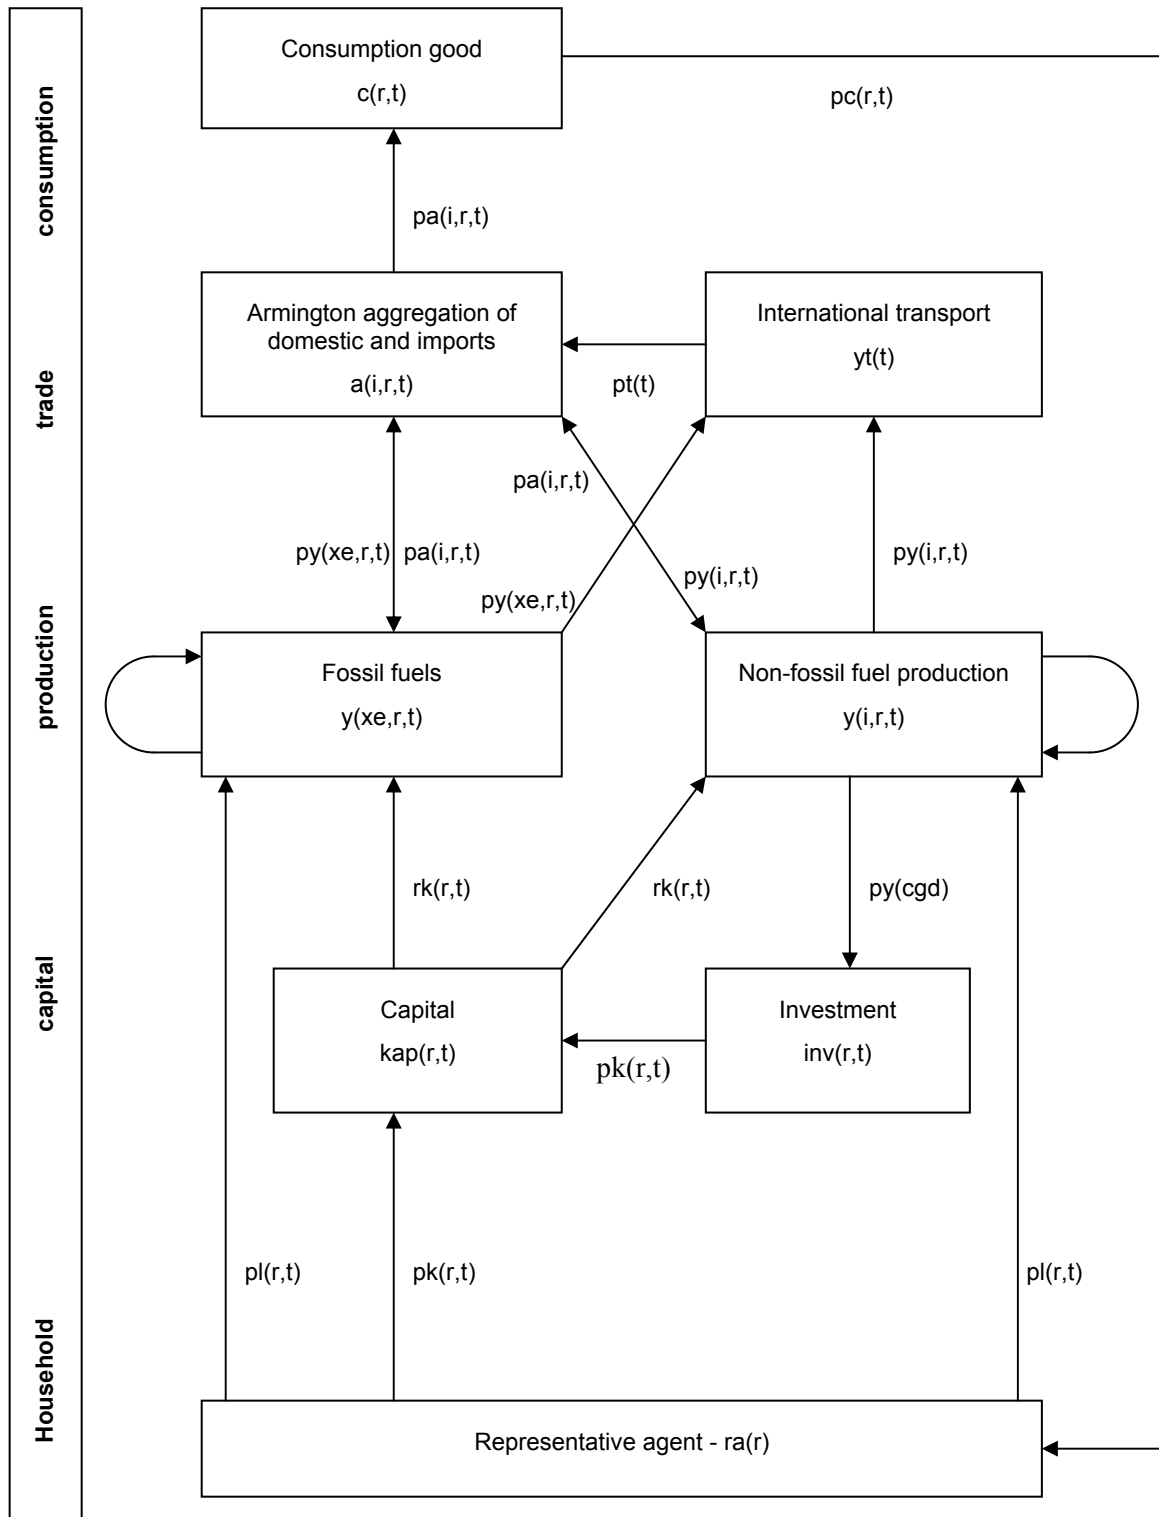 consumption
trade
production
capital
Household
Consumption good
c(r,t)
pc(r,t)
pa(i,r,t)
Armington aggregation of
domestic and imports
a(i,r,t)
International transport
yt(t)
pt(t)
pa(i,r,t)
py(xe,r,t)
pa(i,r,t)
py(i,r,t)
py(i,r,t)
py(xe,r,t)
Fossil fuels
y(xe,r,t)
Non-fossil fuel production
y(i,r,t)
rk(r,t)
rk(r,t)
py(cgd)
Capital
kap(r,t)
Investment
inv(r,t)
pk(r,t)
pl(r,t)
pk(r,t)
pl(r,t)
Representative agent - ra(r)